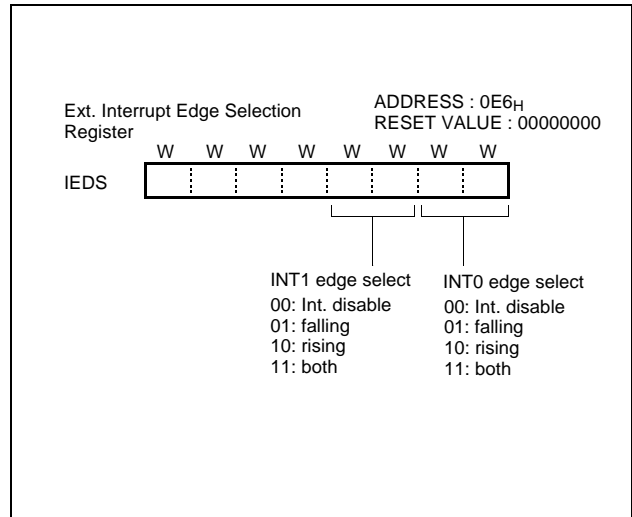 Ext. Interrupt Edge Selection
Register
ADDRESS : 0E6H
RESET VALUE : 00000000
W W W W W W W W
IEDS
INT1 edge select
00: Int. disable
01: falling
10: rising
11: both
INT0 edge select
00: Int. disable
01: falling
10: rising
11: both